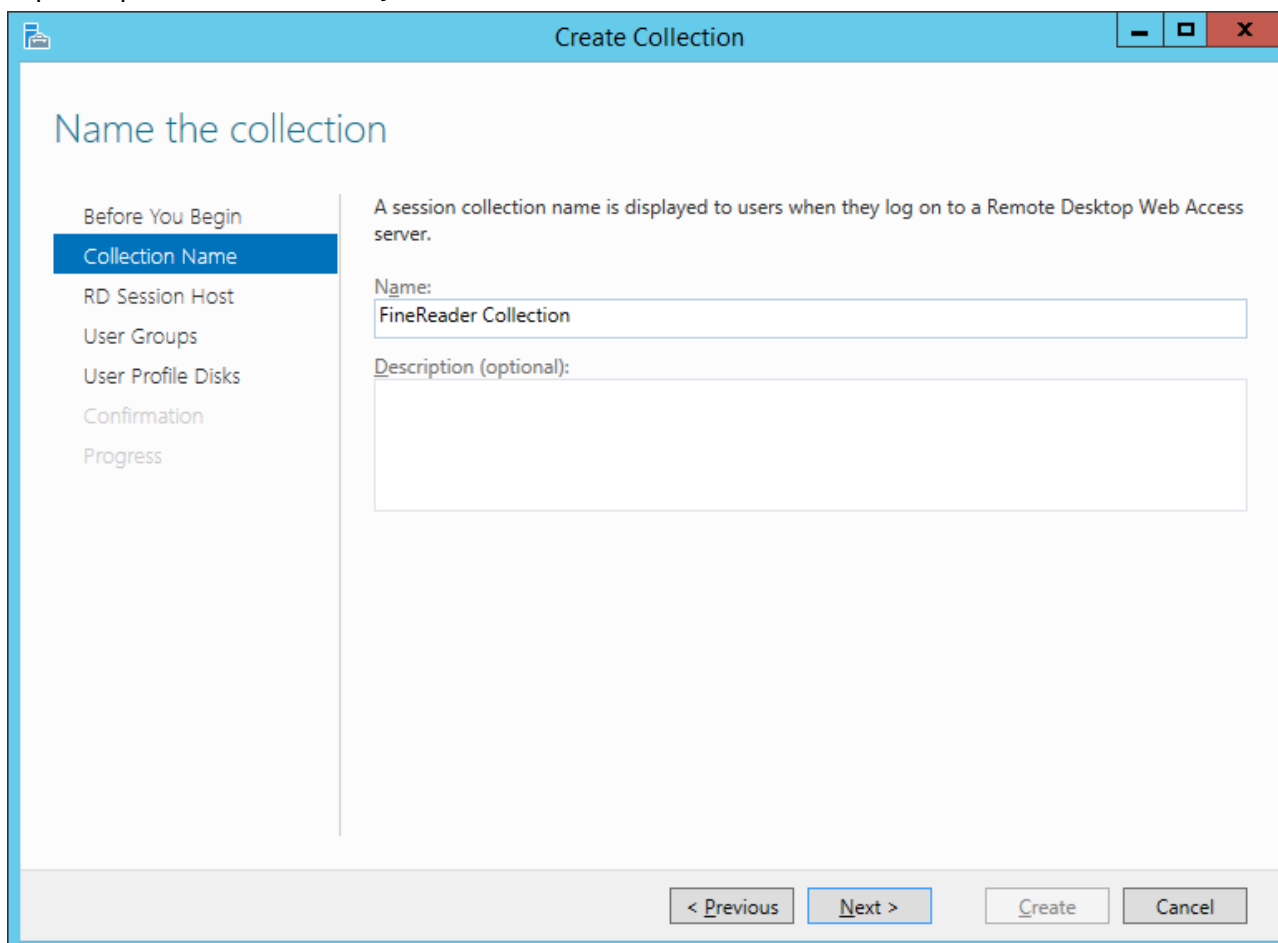 Create Collection
Name the collection
Before You Begin
Collection Name
RD Session Host
User Groups
User Profile Disks
Confirmation
Progress
A session collection name is displayed to users when they log on to a Remote Desktop Web Access
server.
Name:
FineReader Collection
Description (optional):
< Previous
Next >
Create
Cancel